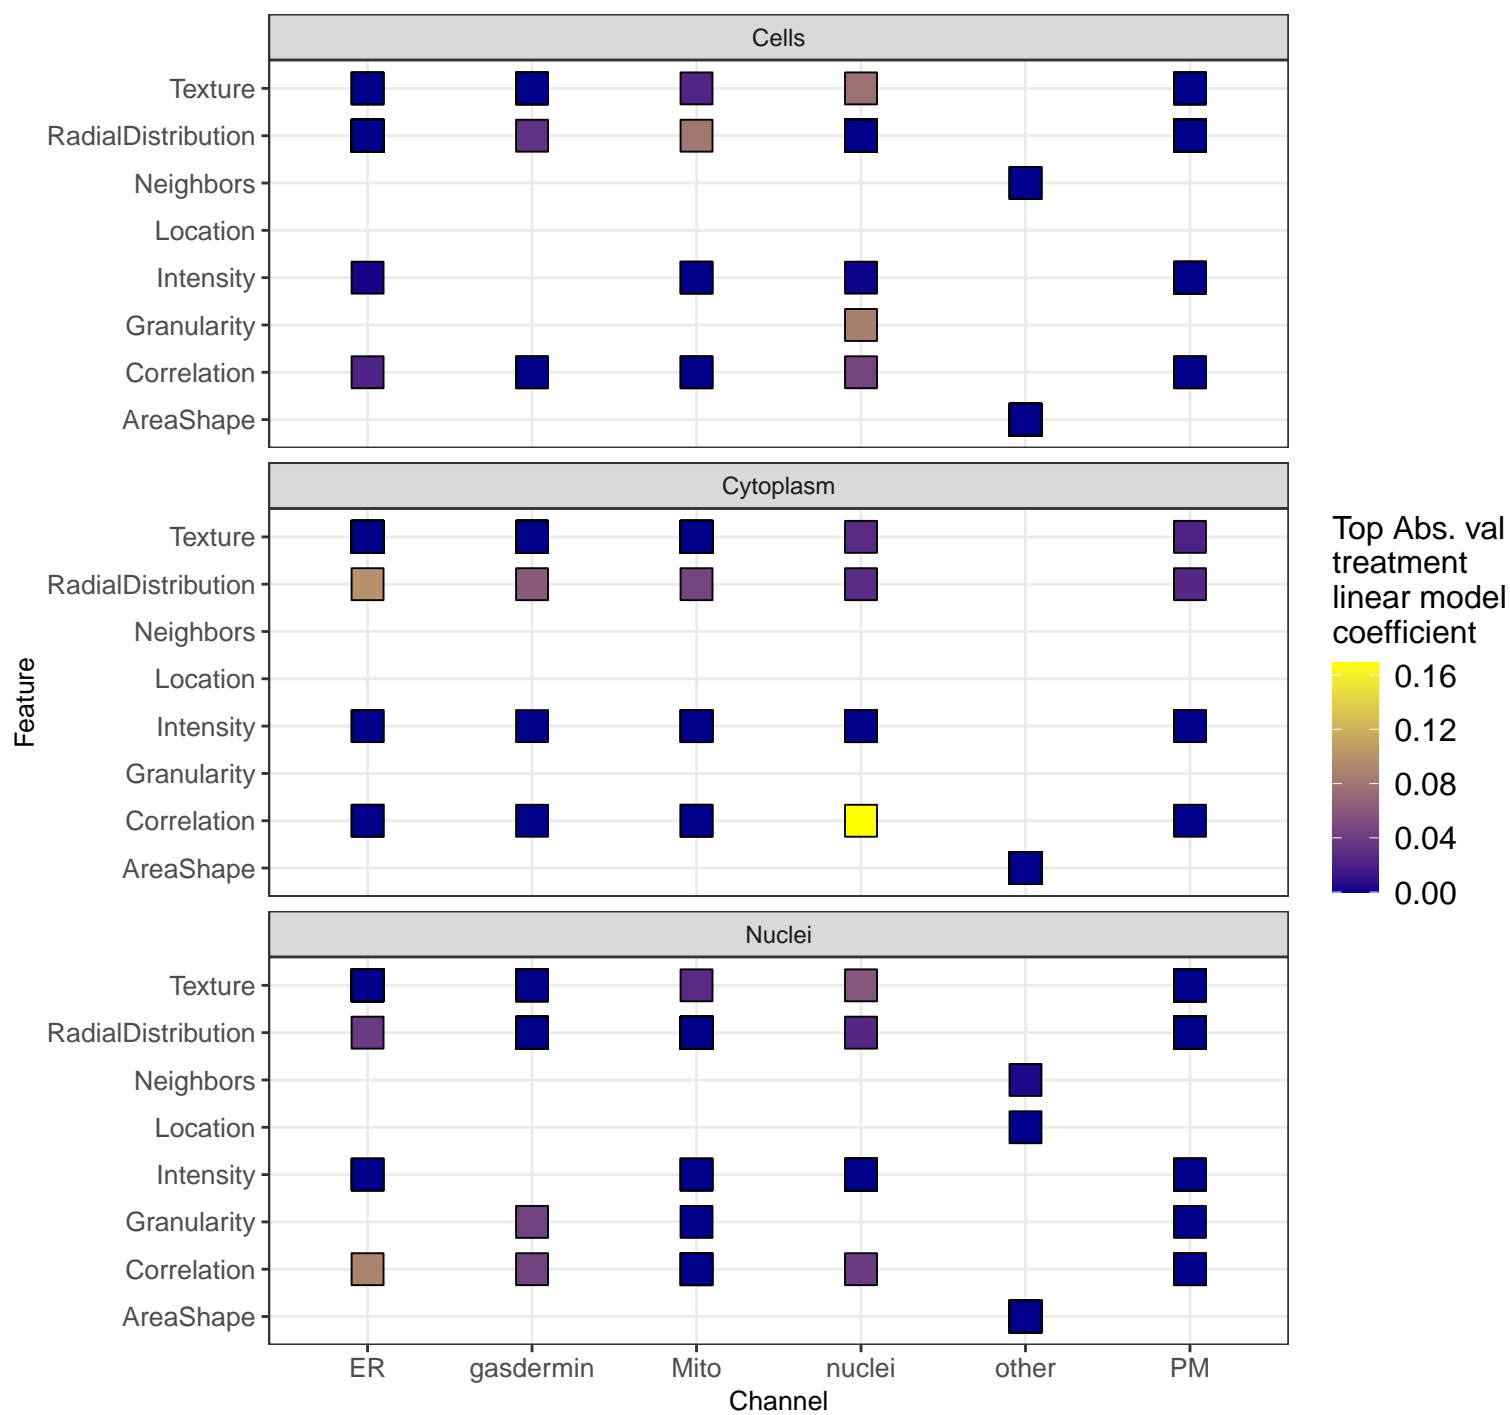 Cells
Texture
RadialDistribution
Neighbors
Location
Intensity
Granularity
Correlation
AreaShape
Cytoplasm
Texture
RadialDistribution
Neighbors
Location
Intensity
Granularity
Correlation
AreaShape
Nuclei
Texture
RadialDistribution
Neighbors
Location
Intensity
Granularity
Correlation
AreaShape
ER gasdermin Mito nuclei other PM
Channel
Feature
Top Abs. val
treatment
linear model
coefficient
0.16
0.12
0.08
0.04
0.00